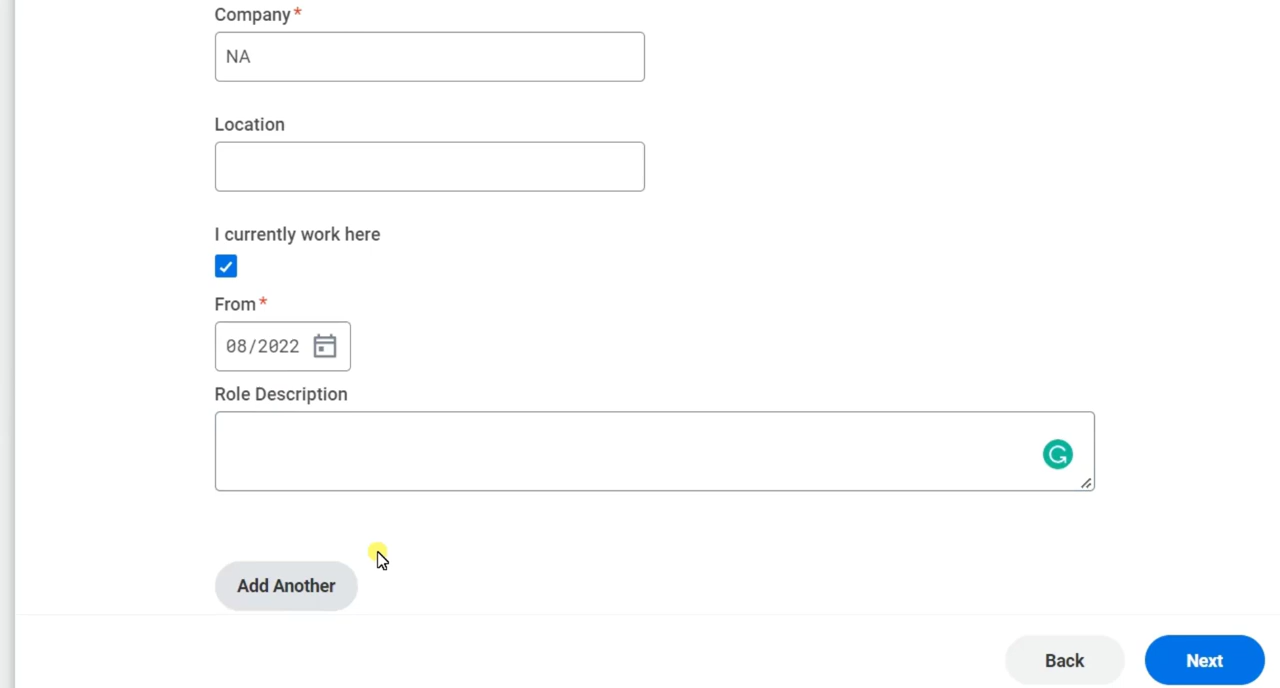 Company*
NA
Location
I currently work here
From*
08/2022
Role Description
Add Another
Back
Next